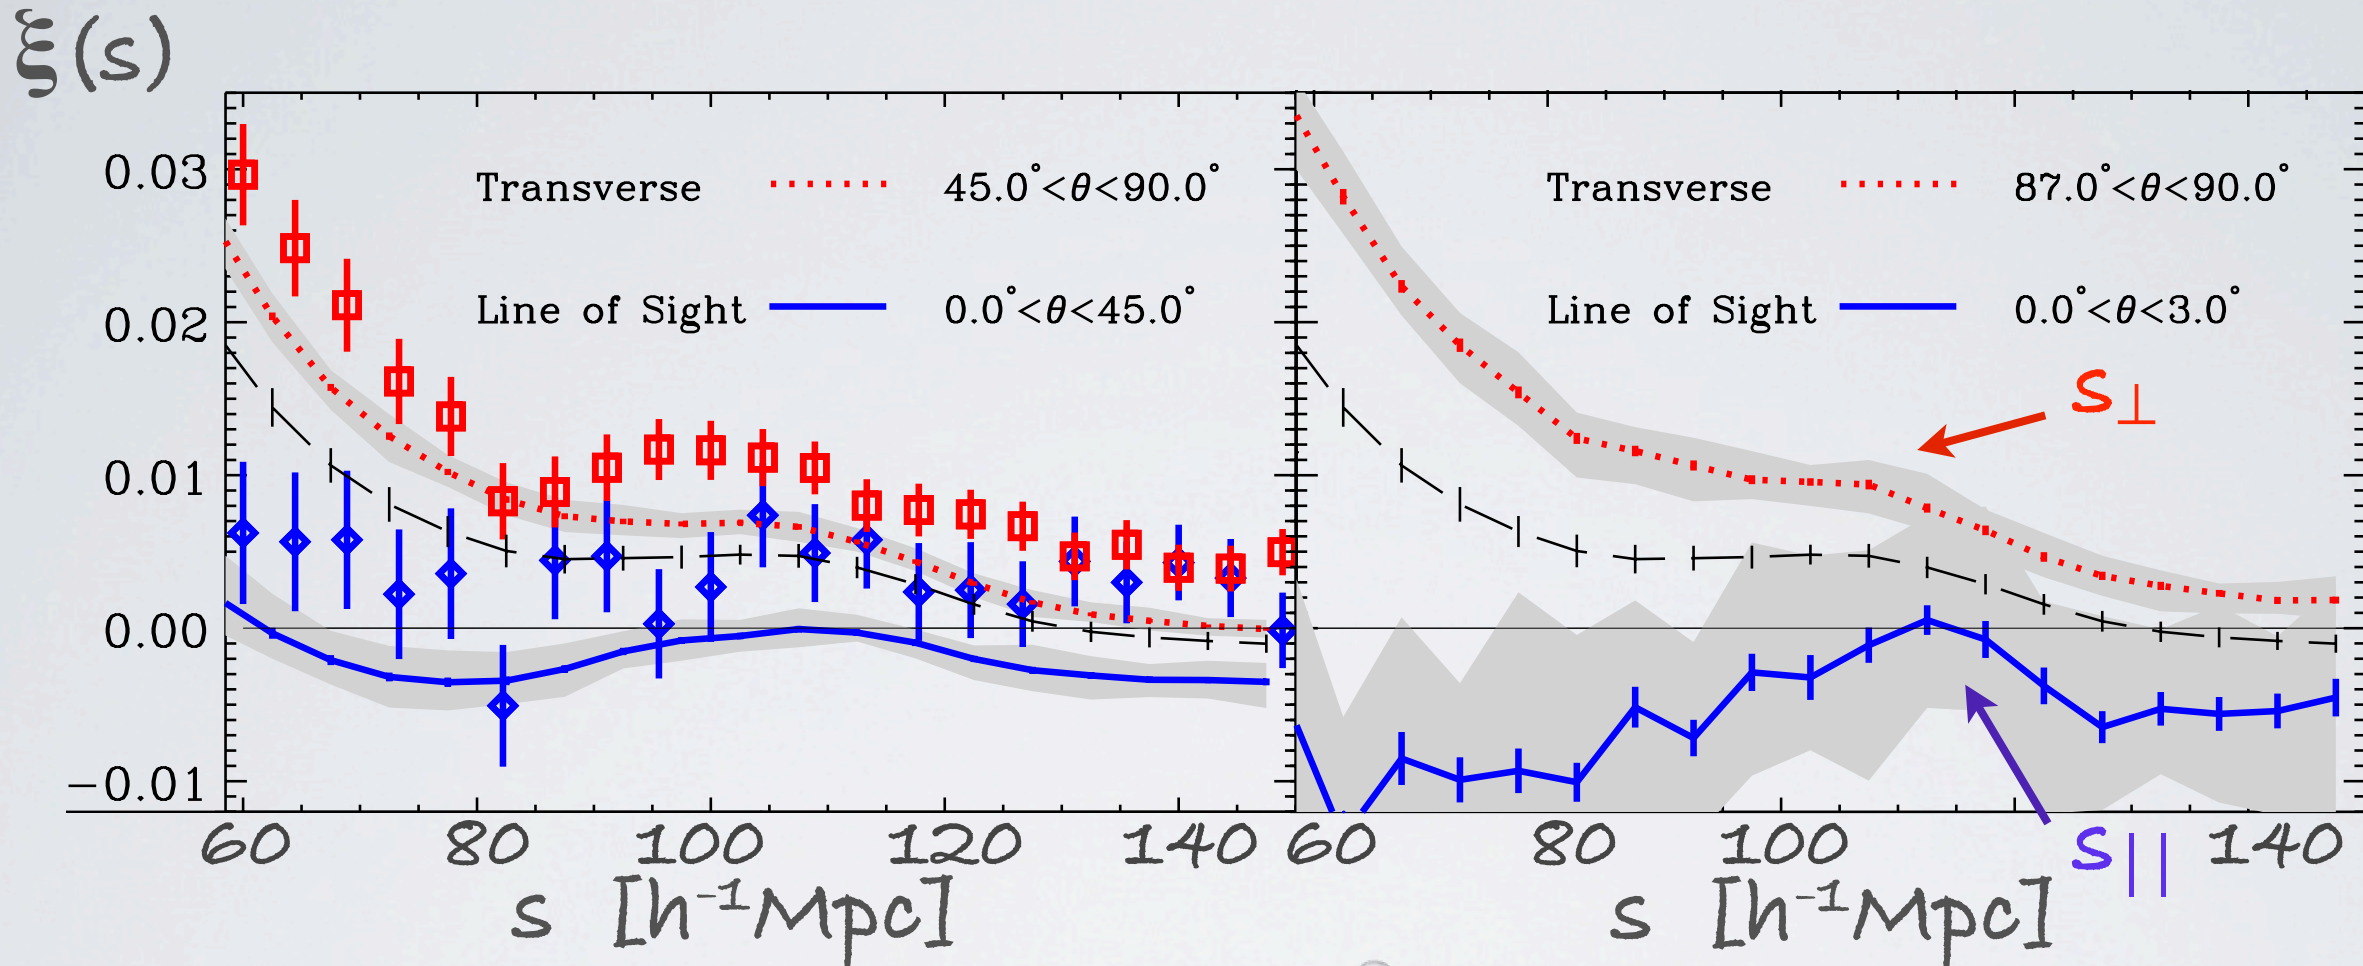 ξ(s)
0.03
0.02
0.01
0.00
−0.01
Transverse 45.0°<θ<90.0°
Line of Sight 0.0°<θ<45.0°
Transverse 87.0°<θ<90.0°
Line of Sight 0.0°<θ<3.0°
s⊥
s||
60 80 100 120 140
60 80 100 140
s [h⁻¹Mpc]
s [h⁻¹Mpc]